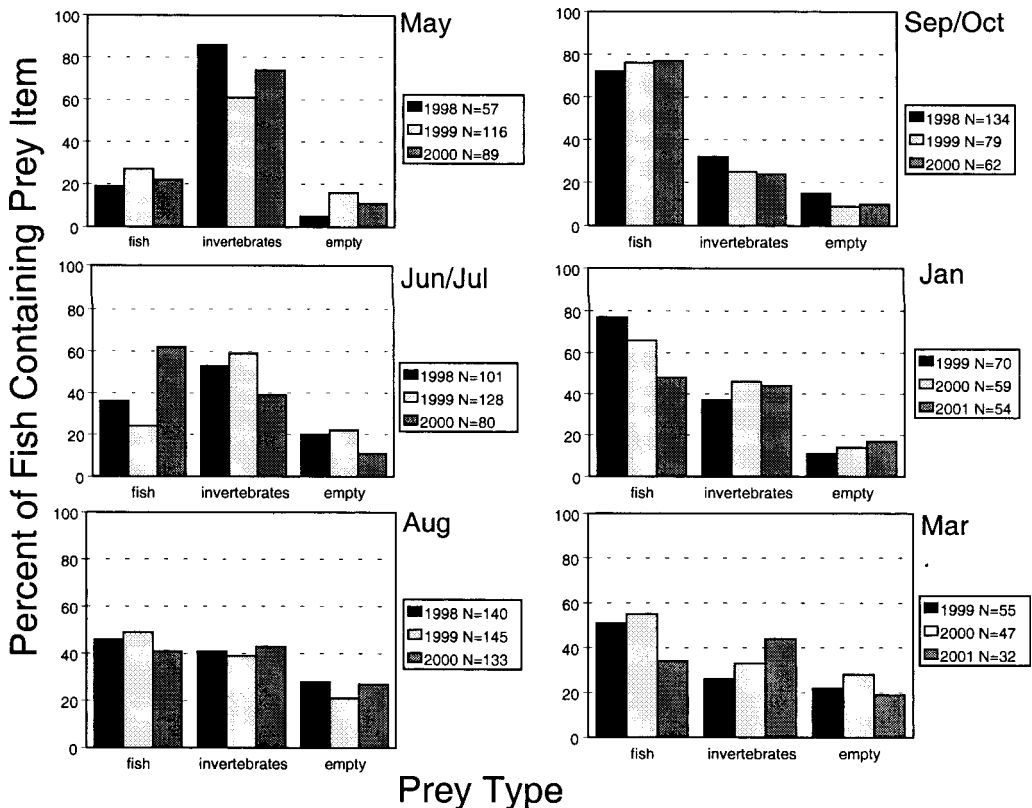 Percent of Fish Containing Prey Item
May
100
80
60
40
20
0
fish invertebrates empty
1998 N=57
1999 N=116
2000 N=89
Sep/Oct
100
80
60
40
20
0
fish invertebrates empty
1998 N=134
1999 N=79
2000 N=62
Jun/Jul
100
80
60
40
20
0
fish invertebrates empty
1998 N=101
1999 N=128
2000 N=80
Jan
100
80
60
40
20
0
fish invertebrates empty
1999 N=70
2000 N=59
2001 N=54
Aug
100
80
60
40
20
0
fish invertebrates empty
1998 N=140
1999 N=145
2000 N=133
Mar
100
80
60
40
20
0
fish invertebrates empty
1999 N=55
2000 N=47
2001 N=32
Prey Type